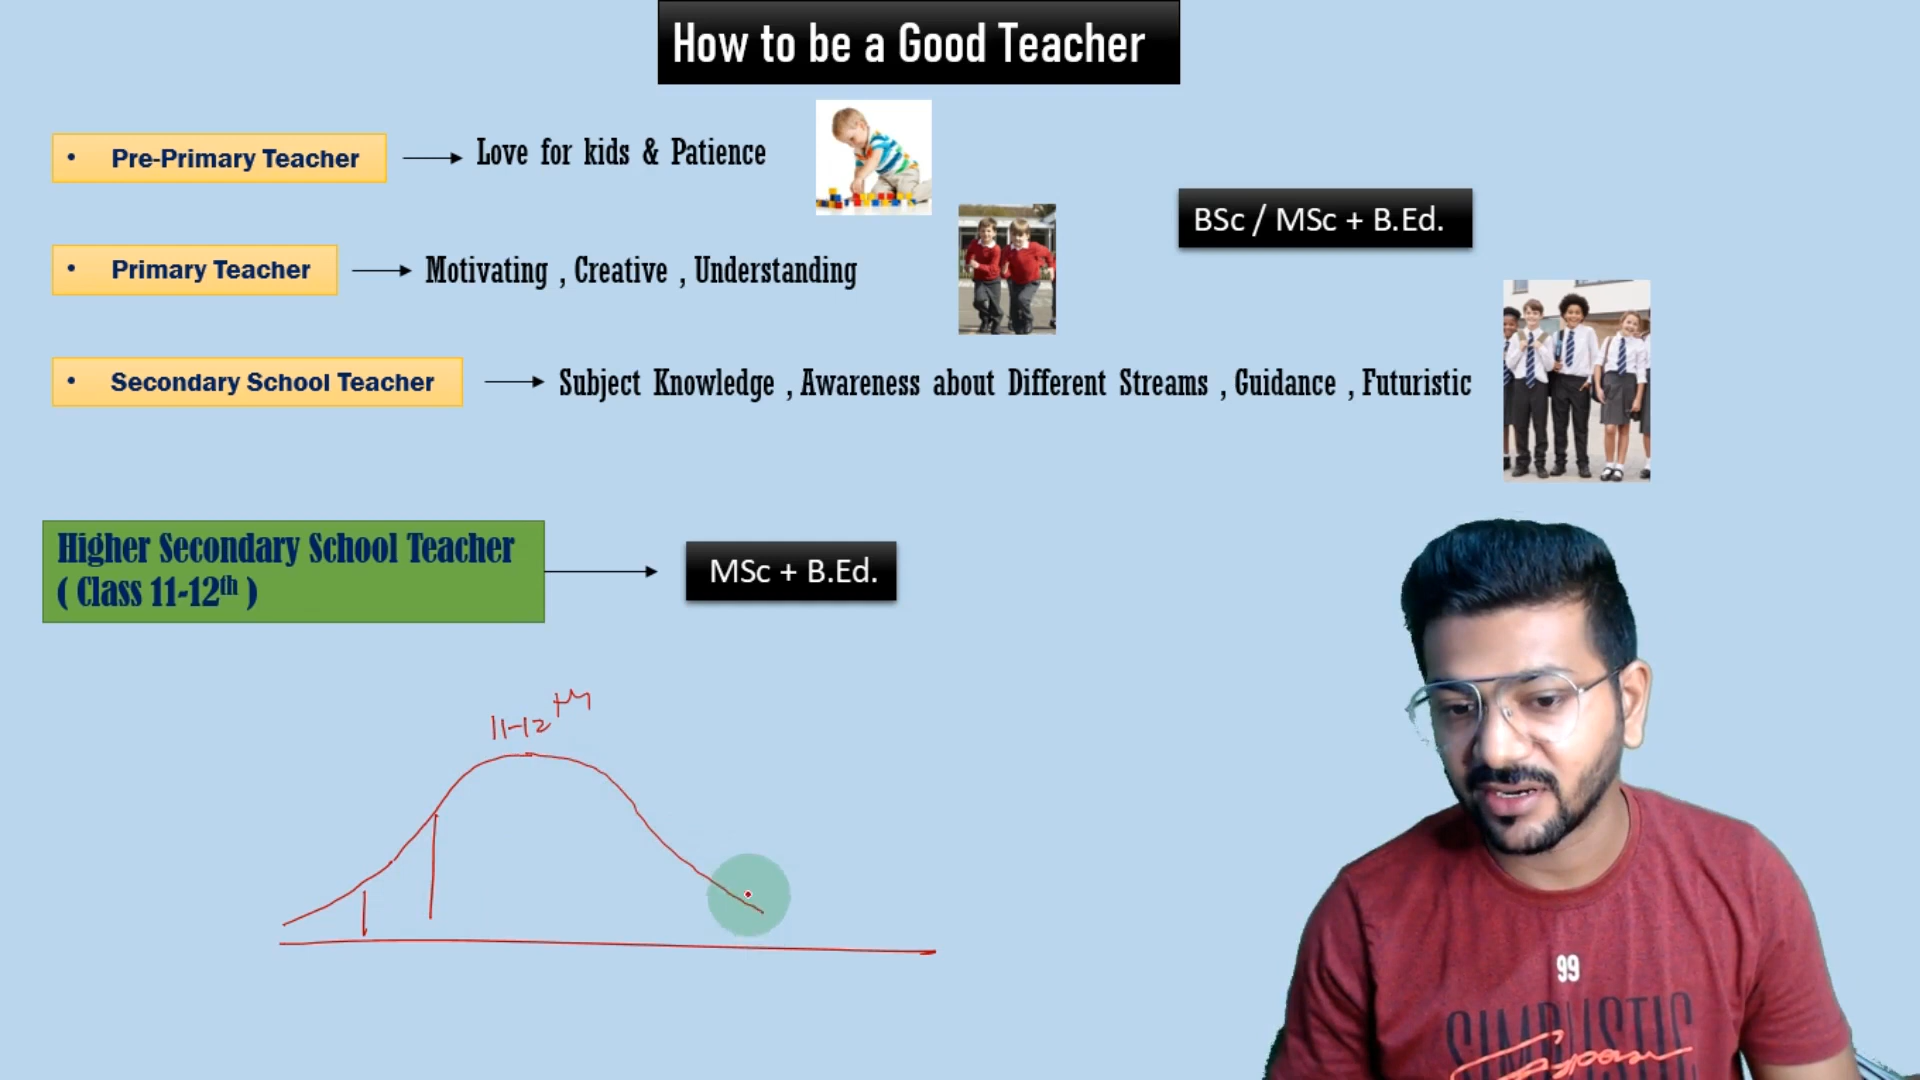 How to be a Good Teacher
• Pre-Primary Teacher
Love for kids & Patience
BSc / MSc + B.Ed.
• Primary Teacher
Motivating , Creative , Understanding
• Secondary School Teacher
Subject Knowledge , Awareness about Different Streams , Guidance , Futuristic
Higher Secondary School Teacher
( Class 11-12th )
MSc + B.Ed.
11-12th
99
SIMPLISTIC